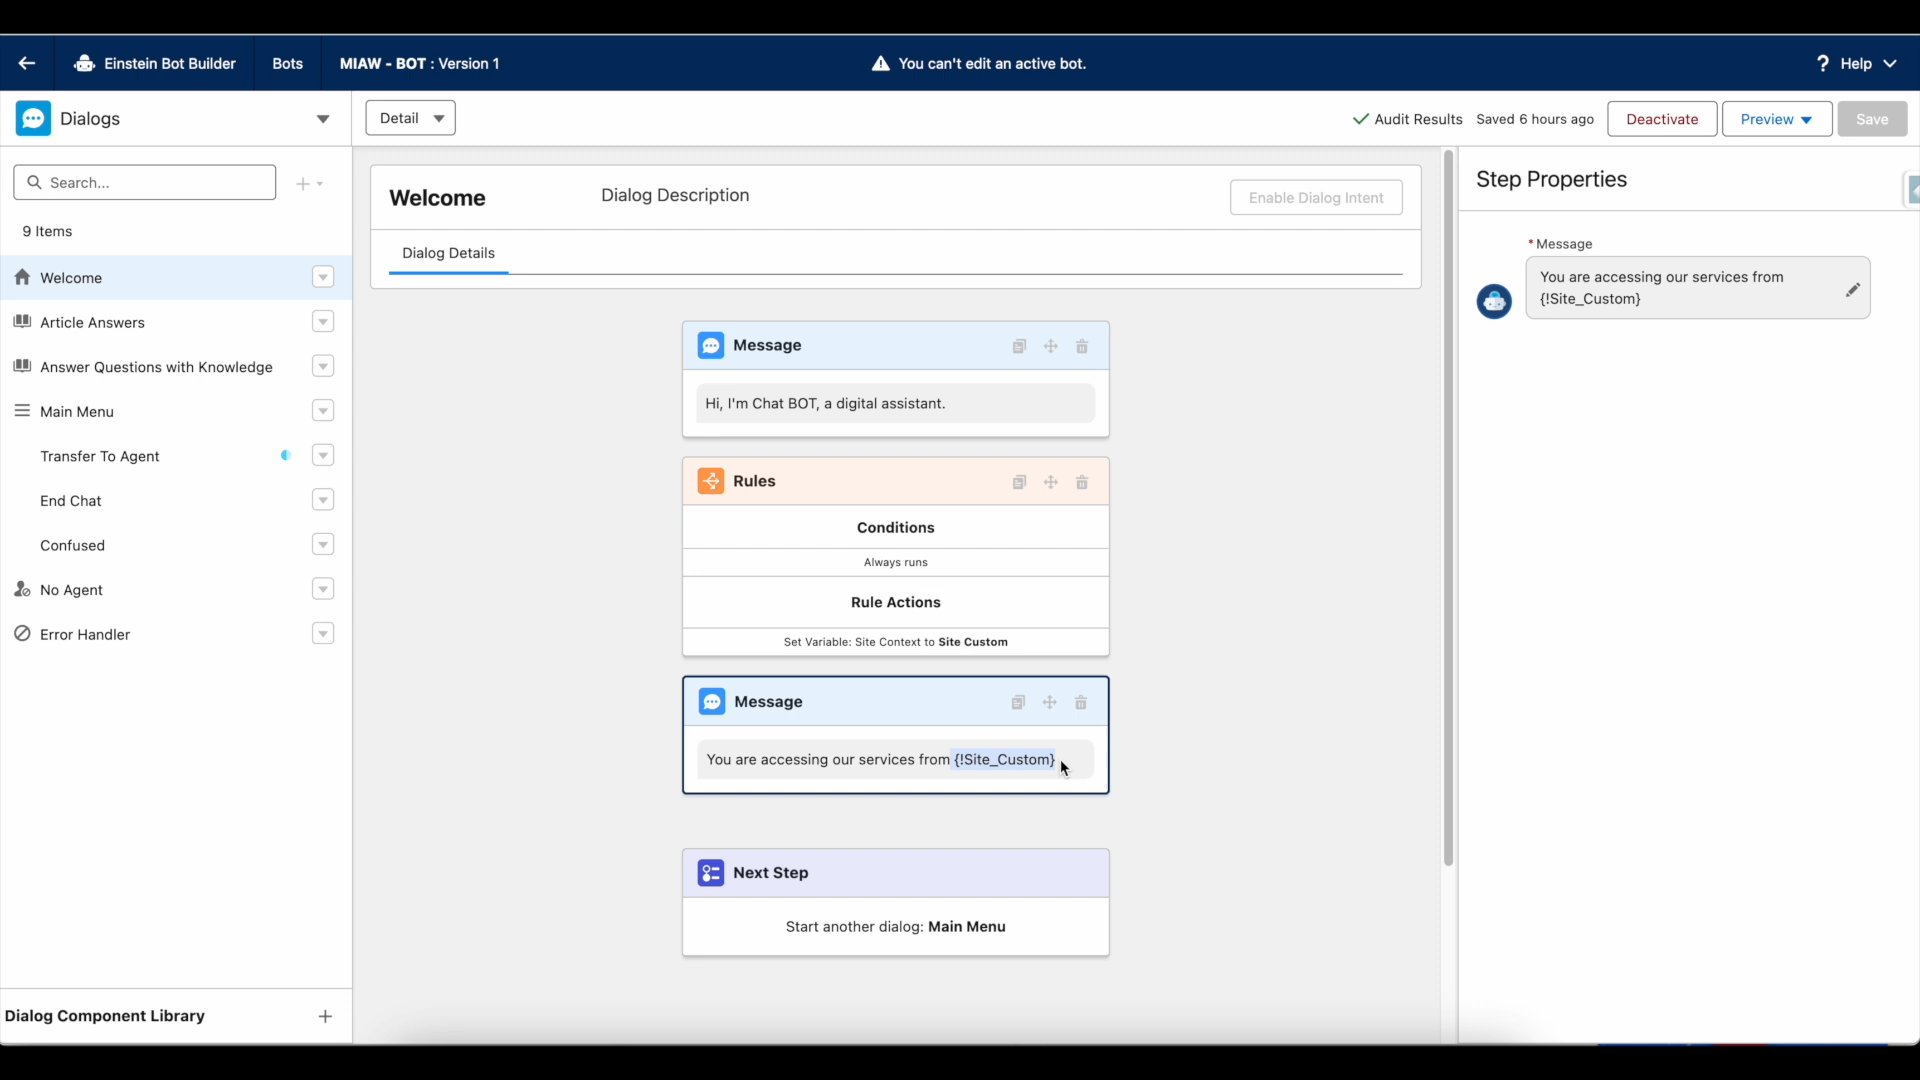 Einstein Bot Builder
Bots
MIAW - BOT : Version 1
You can't edit an active bot.
? Help
Dialogs
Detail
Audit Results
Saved 6 hours ago
Deactivate
Preview
Save
Search...
9 Items
Welcome
Article Answers
Answer Questions with Knowledge
Main Menu
Transfer To Agent
End Chat
Confused
No Agent
Error Handler
Dialog Component Library
Welcome
Dialog Description
Enable Dialog Intent
Dialog Details
Message
Hi, I'm Chat BOT, a digital assistant.
Rules
Conditions
Always runs
Rule Actions
Set Variable: Site Context to Site Custom
Message
You are accessing our services from {!Site_Custom}
Next Step
Start another dialog: Main Menu
Step Properties
* Message
You are accessing our services from
{!Site_Custom}